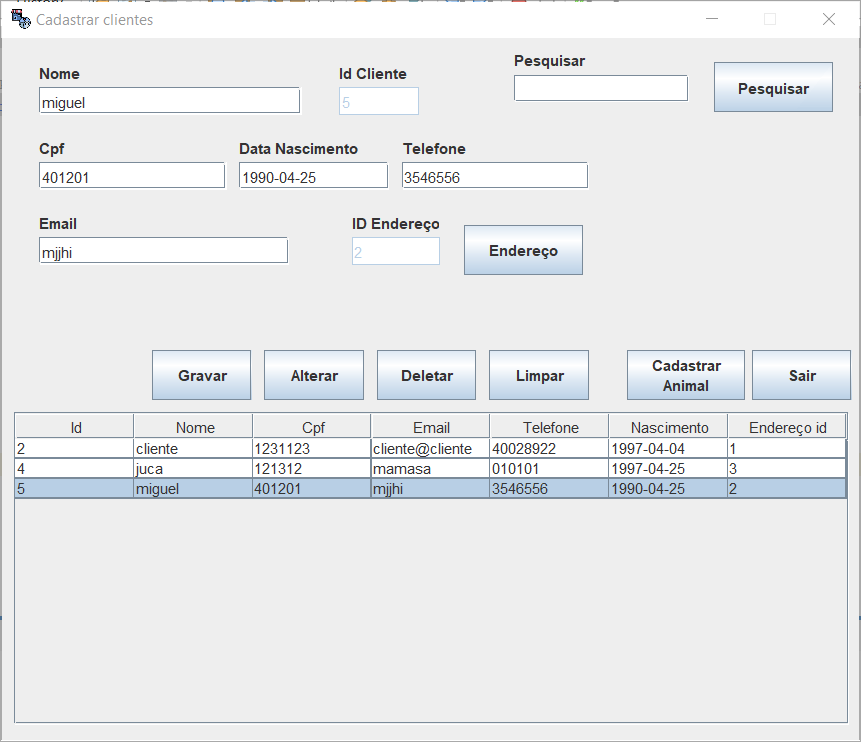 Cadastrar clientes
Nome
Id Cliente
Pesquisar
miguel
5
Pesquisar
Cpf
Data Nascimento
Telefone
401201
1990-04-25
3546556
Email
ID Endereço
mjjhi
2
Endereço
Gravar
Alterar
Deletar
Limpar
Cadastrar
Animal
Sair
Id Nome Cpf Email Telefone Nascimento Endereço id
2 cliente 1231123 cliente@cliente 40028922 1997-04-04 1
4 juca 121312 mamasa 010101 1997-04-25 3
5 miguel 401201 mjjhi 3546556 1990-04-25 2